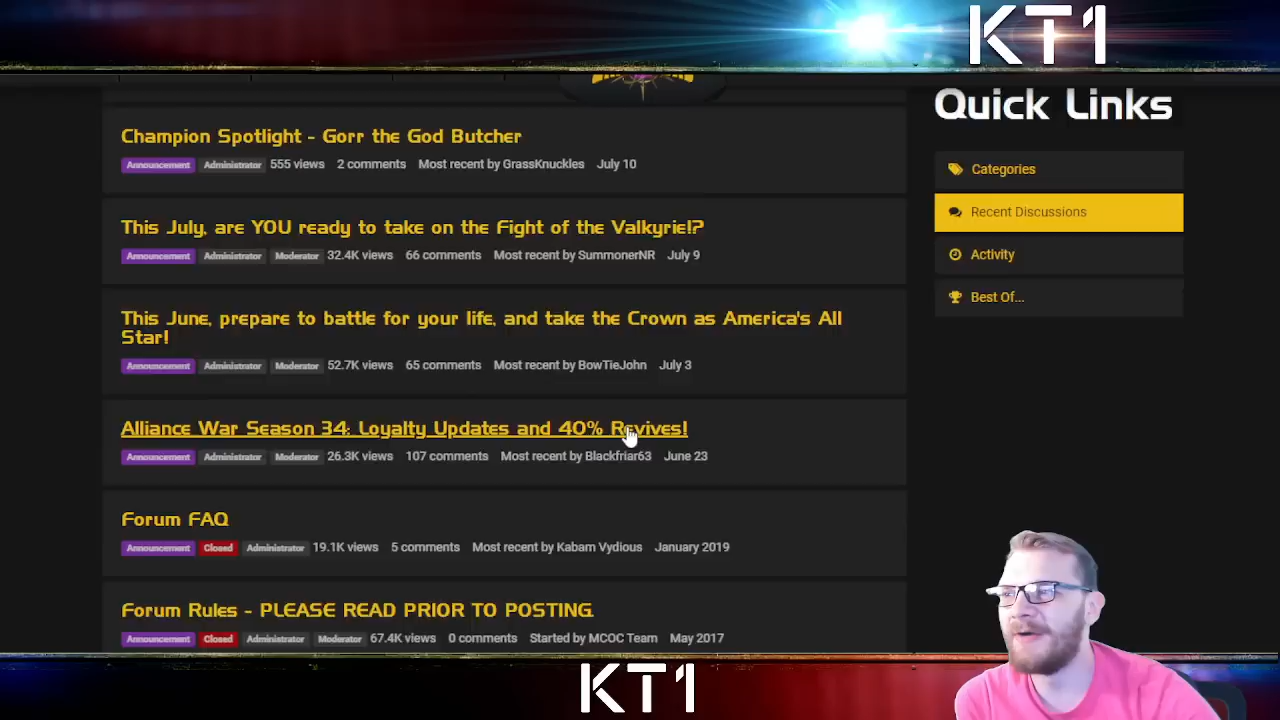 KT1
Quick Links
Champion Spotlight - Gorr the God Butcher
Announcement Administrator 555 views 2 comments Most recent by GrassKnuckles July 10
Categories
Recent Discussions
Activity
Best Of...
This July, are YOU ready to take on the Fight of the Valkyrie!?
Announcement Administrator Moderator 32.4K views 66 comments Most recent by SummonerNR July 9
This June, prepare to battle for your life, and take the Crown as America's All
Star!
Announcement Administrator Moderator 52.7K views 65 comments Most recent by BowTieJohn July 3
Alliance War Season 34: Loyalty Updates and 40% Revives!
Announcement Administrator Moderator 26.3K views 107 comments Most recent by Blackfriar63 June 23
Forum FAQ
Announcement Closed Administrator 19.1K views 5 comments Most recent by Kabam Vydious January 2019
Forum Rules - PLEASE READ PRIOR TO POSTING.
Announcement Closed Administrator Moderator 67.4K views 0 comments Started by MCOC Team May 2017
KT1